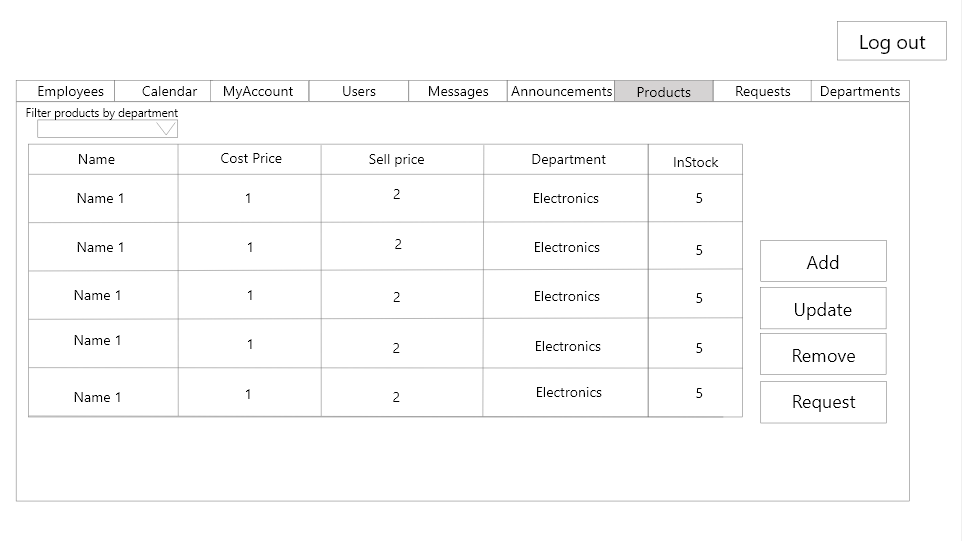 Log out
Employees Calendar MyAccount Users Messages Announcements Products Requests Departments
Filter products by department
Name Cost Price Sell price Department InStock
Name 1 1 2 Electronics 5
Name 1 1 2 Electronics 5
Name 1 1 2 Electronics 5
Name 1 1 2 Electronics 5
Name 1 1 2 Electronics 5
Add
Update
Remove
Request